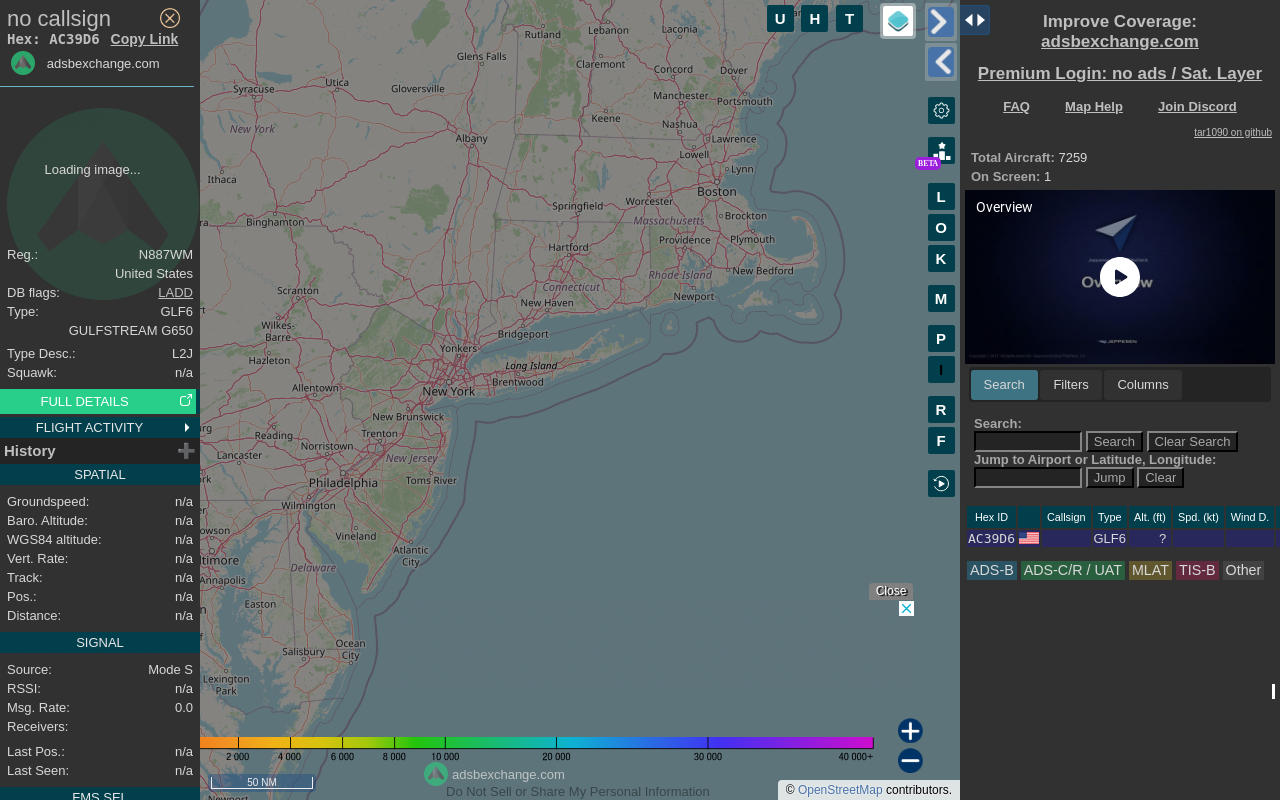 no callsign
Hex: AC39D6 Copy Link
adsbexchange.com
Loading image...
Reg.: N887WM
United States
DB flags: LADD
Type: GLF6
GULFSTREAM G650
Type Desc.: L2J
Squawk: n/a
FULL DETAILS
FLIGHT ACTIVITY
History
SPATIAL
Groundspeed: n/a
Baro. Altitude: n/a
WGS84 altitude: n/a
Vert. Rate: n/a
Track: n/a
Pos.: n/a
Distance: n/a
SIGNAL
Source: Mode S
RSSI: n/a
Msg. Rate: 0.0
Receivers:
Last Pos.: n/a
Last Seen: n/a
FMS SEL
U H T
Rutland
Lebanon
Laconia
Glens Falls
Claremont
Concord
Dover
Utica
Gloversville
Syracuse
Manchester
Portsmouth
Keene
New York
Nashua
Albany
Lawrence
Lowell
Lynn
Ithaca
Boston
Worcester
Springfield
Massachusetts
Brockton
Binghamton
Providence
Plymouth
Hartford
New Bedford
Rhode Island
Connecticut
Newport
Scranton
New Haven
Wilkes-
Barre
Bridgeport
Yonkers
Hazleton
Long Island
Brentwood
Allentown
New York
New Brunswick
Reading
Trenton
Norristown
Lancaster
New Jersey
Philadelphia
Toms River
Wilmington
Vineland
Atlantic
City
Delaware
Annapolis
Easton
Ocean
City
Salisbury
Lexington
Park
L
O
K
M
P
I
R
F
BETA
Close
2 000 4 000 6 000 8 000 10 000 20 000 30 000 40 000+
50 NM
adsbexchange.com
Do Not Sell or Share My Personal Information
© OpenStreetMap contributors.
Improve Coverage:
adsbexchange.com
Premium Login: no ads / Sat. Layer
FAQ Map Help Join Discord
tar1090 on github
Total Aircraft: 7259
On Screen: 1
Overview
JEPPESEN
Search Filters Columns
Search:
Search Clear Search
Jump to Airport or Latitude, Longitude:
Jump Clear
Hex ID Callsign Type Alt. (ft) Spd. (kt) Wind D.
AC39D6 GLF6 ?
ADS-B ADS-C/R / UAT MLAT TIS-B Other